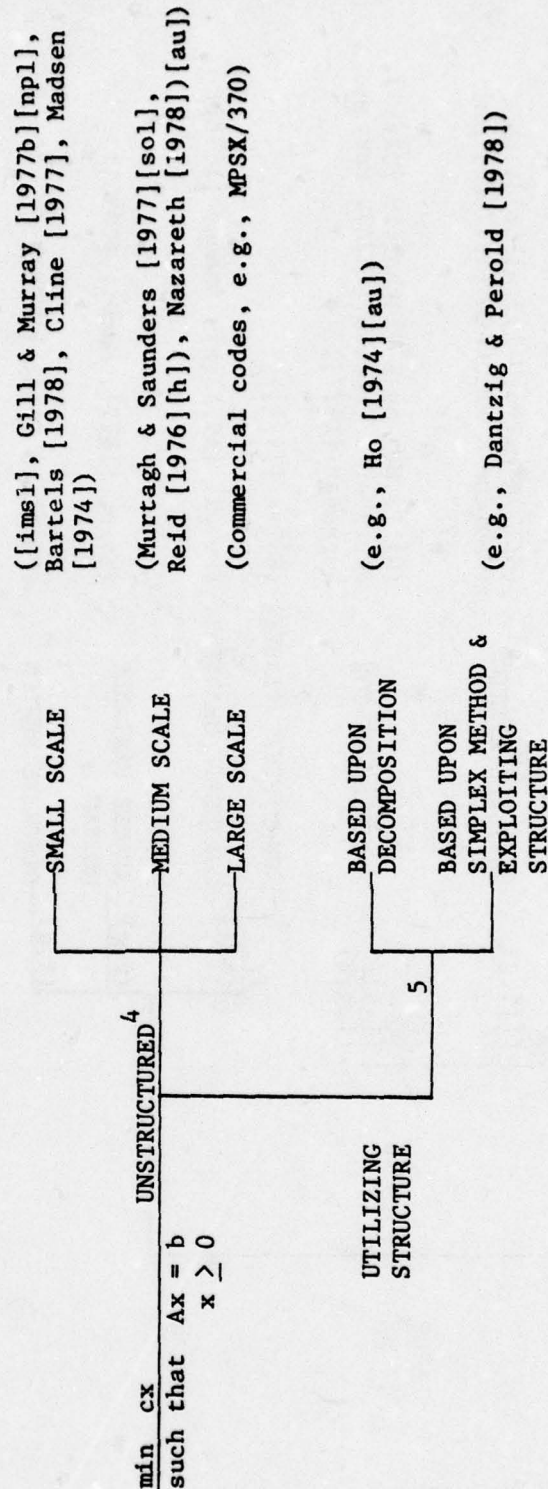 min cx
such that Ax = b
x ≥ 0
UNSTRUCTURED 4
SMALL SCALE
([imsl], Gill & Murray [1977b][npl],
Bartels [1978], Cline [1977], Madsen
[1974])
MEDIUM SCALE
(Murtagh & Saunders [1977][sol],
Reid [1976][h]), Nazareth [1978])[au])
LARGE SCALE
(Commercial codes, e.g., MPSX/370)
UTILIZING
STRUCTURE
5
BASED UPON
DECOMPOSITION
(e.g., Ho [1974][au])
BASED UPON
SIMPLEX METHOD &
EXPLOITING
STRUCTURE
(e.g., Dantzig & Perold [1978])